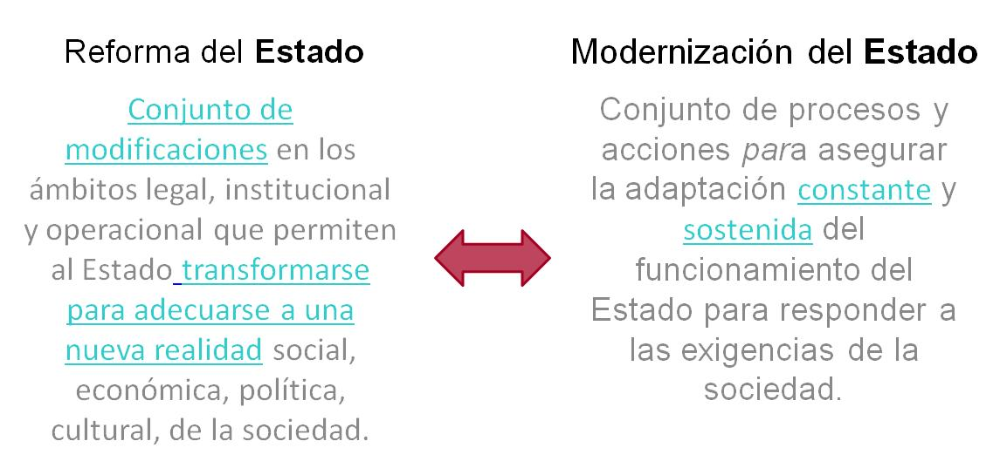 Reforma del Estado
Conjunto de
modificaciones en los
ámbitos legal, institucional
y operacional que permiten
al Estado transformarse
para adecuarse a una
nueva realidad social,
económica, política,
cultural, de la sociedad.
Modernización del Estado
Conjunto de procesos y
acciones para asegurar
la adaptación constante y
sostenida del
funcionamiento del
Estado para responder a
las exigencias de la
sociedad.